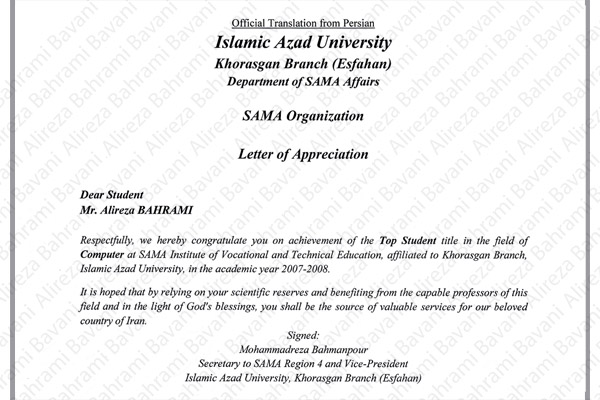 Official Translation from Persian
Islamic Azad University
Khorasgan Branch (Esfahan)
Department of SAMA Affairs
SAMA Organization
Letter of Appreciation
Dear Student
Mr. Alireza BAHRAMI
Respectfully, we hereby congratulate you on achievement of the Top Student title in the field of
Computer at SAMA Institute of Vocational and Technical Education, affiliated to Khorasgan Branch,
Islamic Azad University, in the academic year 2007-2008.
It is hoped that by relying on your scientific reserves and benefiting from the capable professors of this
field and in the light of God's blessings, you shall be the source of valuable services for our beloved
country of Iran.
Signed:
Mohammadreza Bahmanpour
Secretary to SAMA Region 4 and Vice-President
Islamic Azad University, Khorasgan Branch (Esfahan)
Alireza Bahrami Bavani